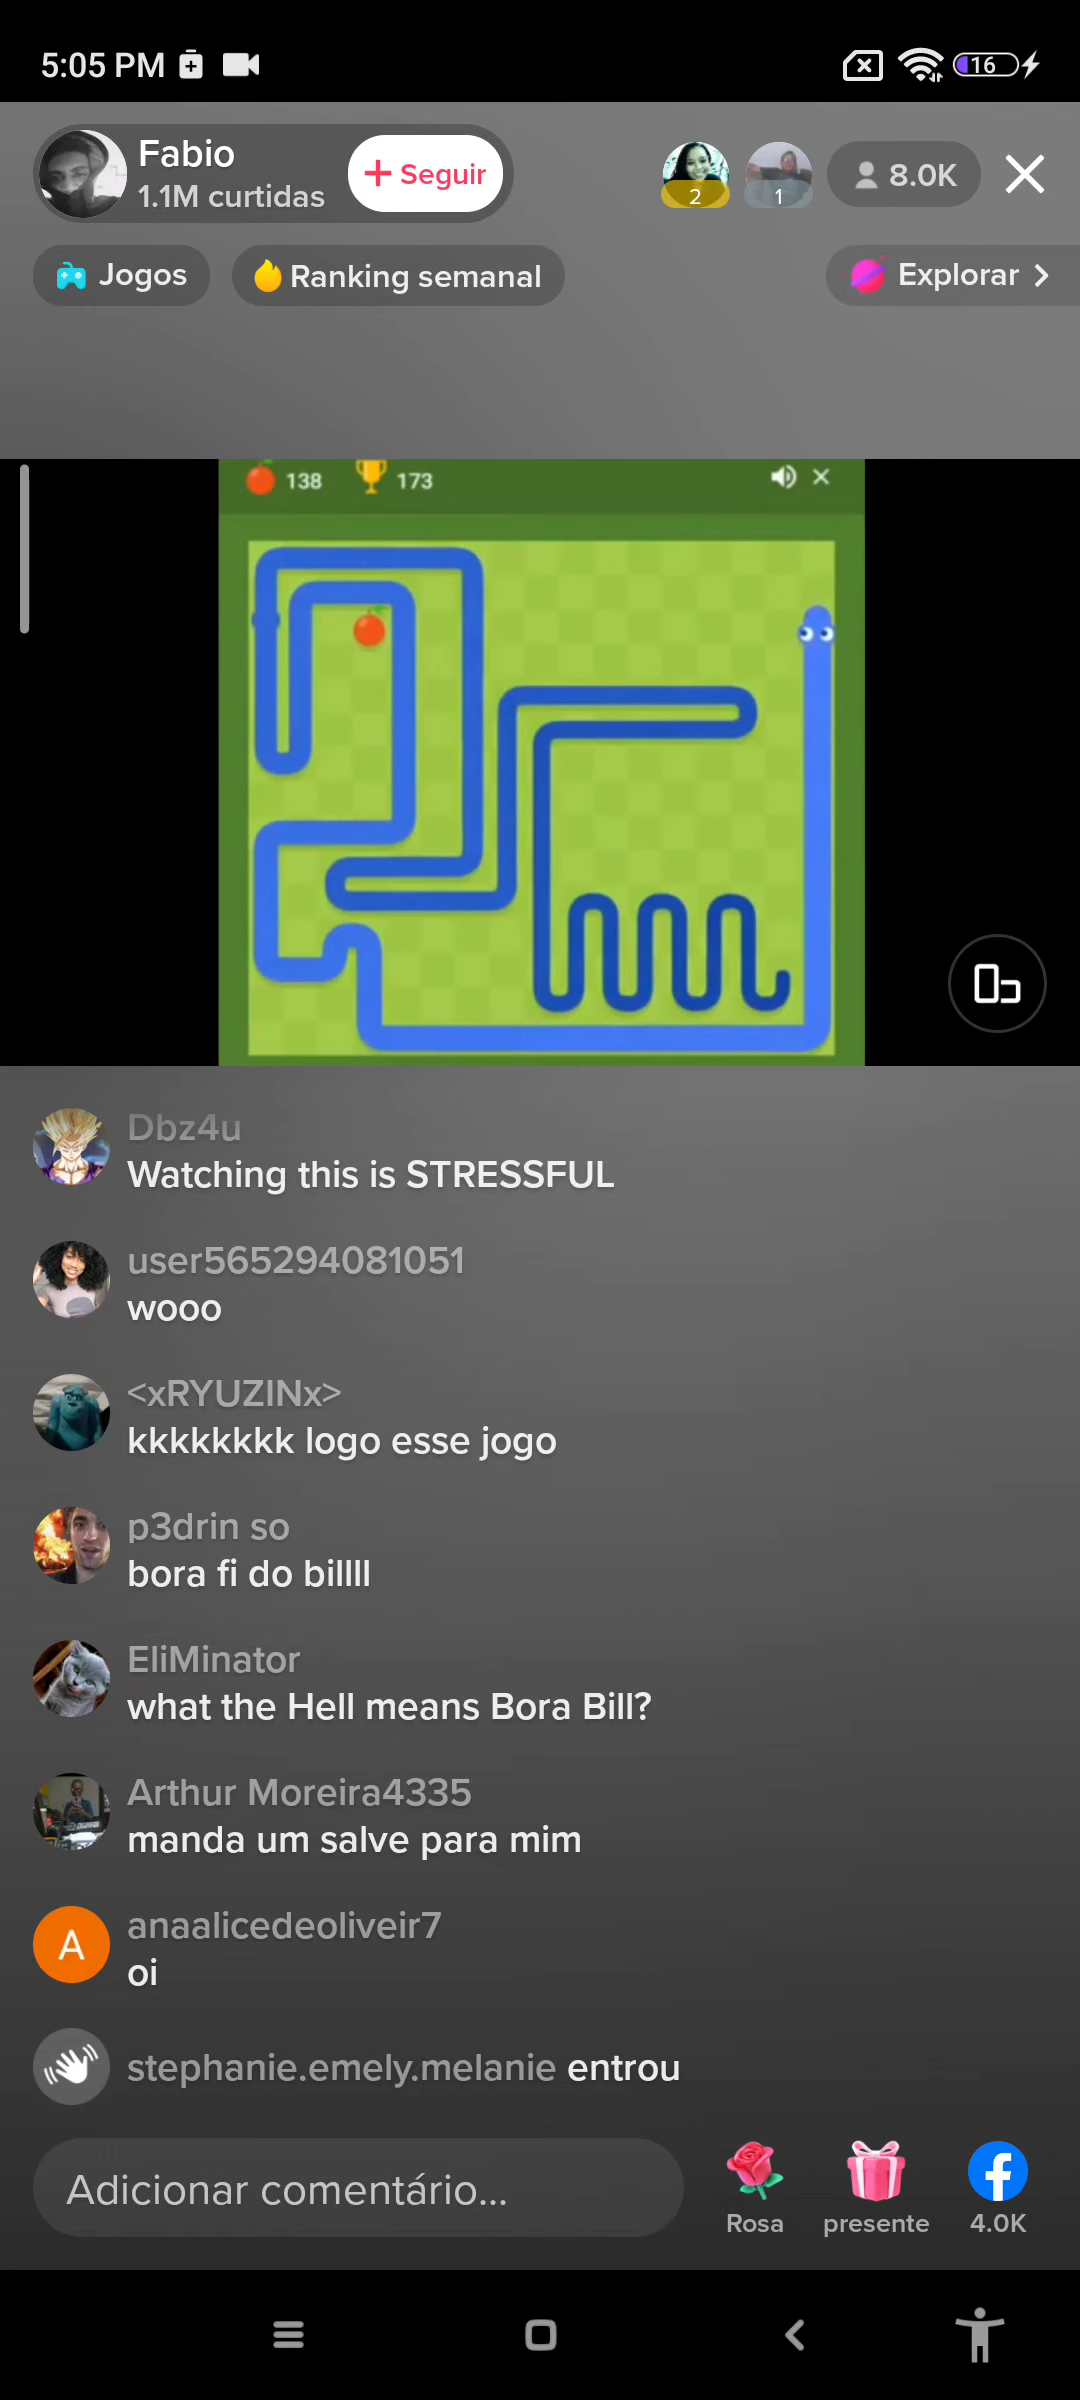 5:05 PM
16
Fabio
1.1M curtidas
+ Seguir
2
1
8.0K
Jogos
Ranking semanal
Explorar >
138
173
Dbz4u
Watching this is STRESSFUL
user565294081051
wooo
<xRYUZINx>
kkkkkkkk logo esse jogo
p3drin so
bora fi do billlll
EliMinator
what the Hell means Bora Bill?
Arthur Moreira4335
manda um salve para mim
A
anaalicedeoliveir7
oi
stephanie.emely.melanie entrou
Adicionar comentário...
Rosa
presente
4.0K